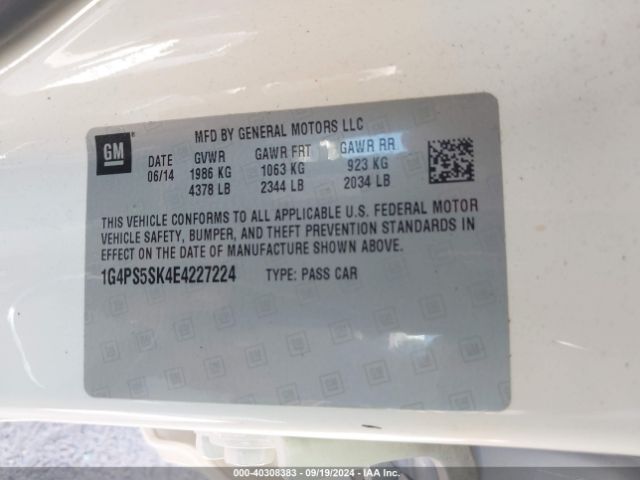 MFD BY GENERAL MOTORS LLC
GM
DATE GVWR GAWR FRT GAWR RR
06/14 1986 KG 1063 KG 923 KG
4378 LB 2344 LB 2034 LB
THIS VEHICLE CONFORMS TO ALL APPLICABLE U.S. FEDERAL MOTOR
VEHICLE SAFETY, BUMPER, AND THEFT PREVENTION STANDARDS IN
EFFECT ON THE DATE OF MANUFACTURE SHOWN ABOVE.
1G4PS5SK4E4227224 TYPE: PASS CAR
000-40308383 - 09/19/2024 - IAA Inc.